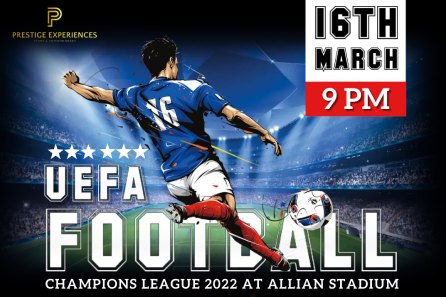 PRESTIGE EXPERIENCES
16TH
MARCH
9 PM
16
UEFA
FOOTBALL
CHAMPIONS LEAGUE 2022 AT ALLIAN STADIUM